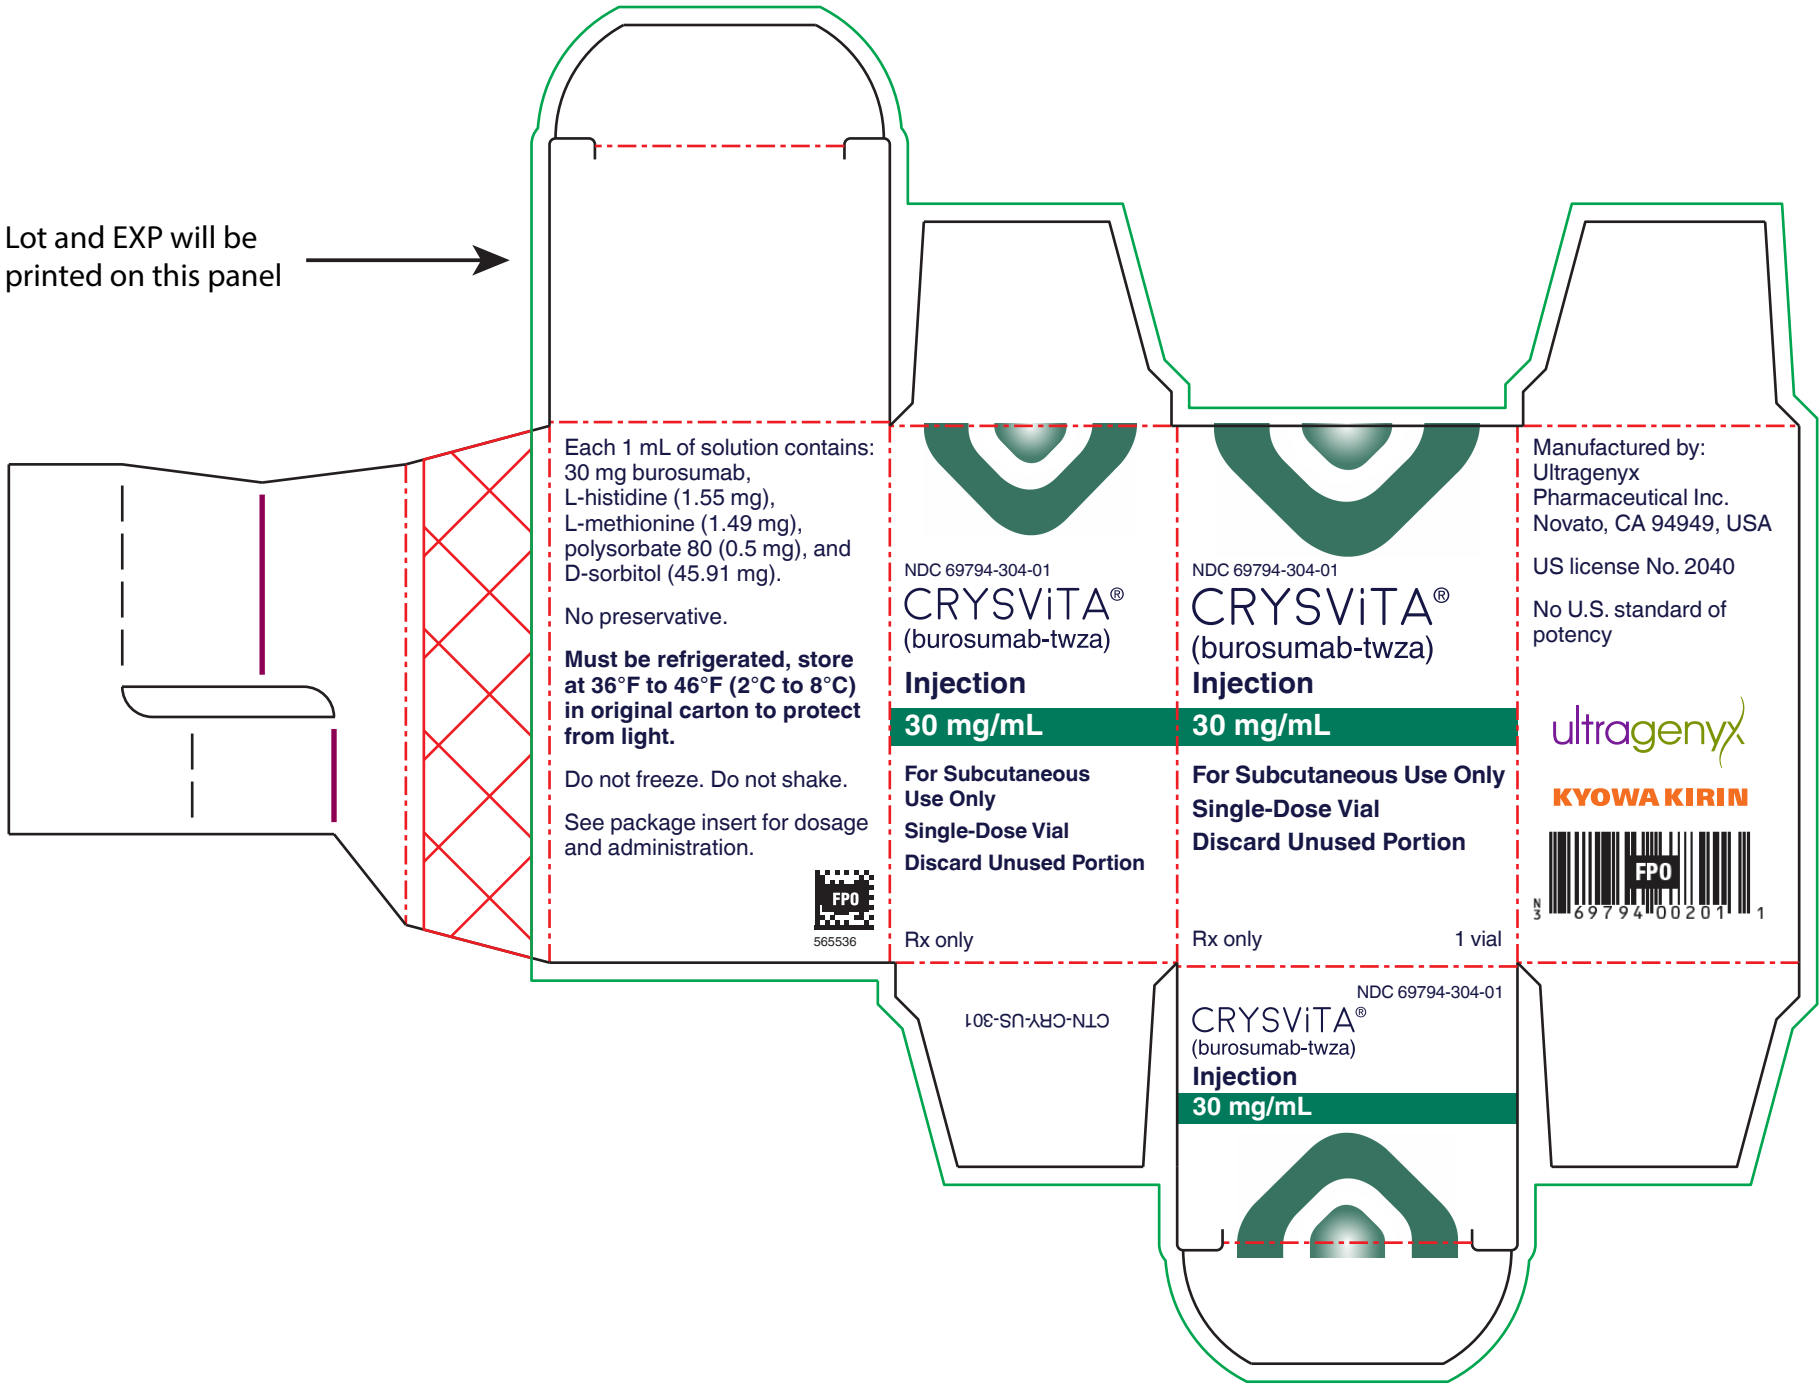 Lot and EXP will be
printed on this panel
Each 1 mL of solution contains:
30 mg burosumab,
L-histidine (1.55 mg),
L-methionine (1.49 mg),
polysorbate 80 (0.5 mg), and
D-sorbitol (45.91 mg).
No preservative.
Must be refrigerated, store
at 36°F to 46°F (2°C to 8°C)
in original carton to protect
from light.
Do not freeze. Do not shake.
See package insert for dosage
and administration.
FPO
565536
NDC 69794-304-01
CRYSViTA®
(burosumab-twza)
Injection
30 mg/mL
For Subcutaneous
Use Only
Single-Dose Vial
Discard Unused Portion
Rx only
CTN-CRY-US-301
NDC 69794-304-01
CRYSViTA®
(burosumab-twza)
Injection
30 mg/mL
For Subcutaneous Use Only
Single-Dose Vial
Discard Unused Portion
Rx only 1 vial
NDC 69794-304-01
CRYSViTA®
(burosumab-twza)
Injection
30 mg/mL
Manufactured by:
Ultragenyx
Pharmaceutical Inc.
Novato, CA 94949, USA
US license No. 2040
No U.S. standard of
potency
ultragenyx
KYOWA KIRIN
FPO
N
3 69794 00201 1